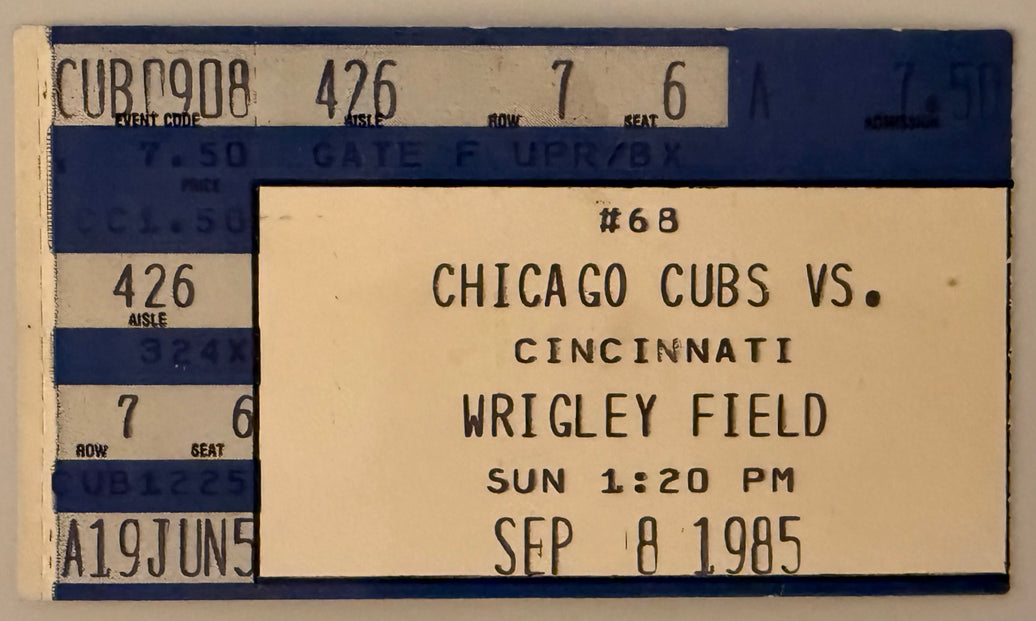 CUB0908 426 7 6 A 7.50
EVENT CODE AISLE ROW SEAT ADMISSION
7.50 GATE F UPR/BX
PRICE
CC1.50
#68
CHICAGO CUBS VS.
426
AISLE
CINCINNATI
324X
WRIGLEY FIELD
7 6
ROW SEAT
SUN 1:20 PM
CUB1225
SEP 8 1985
A19JUN5